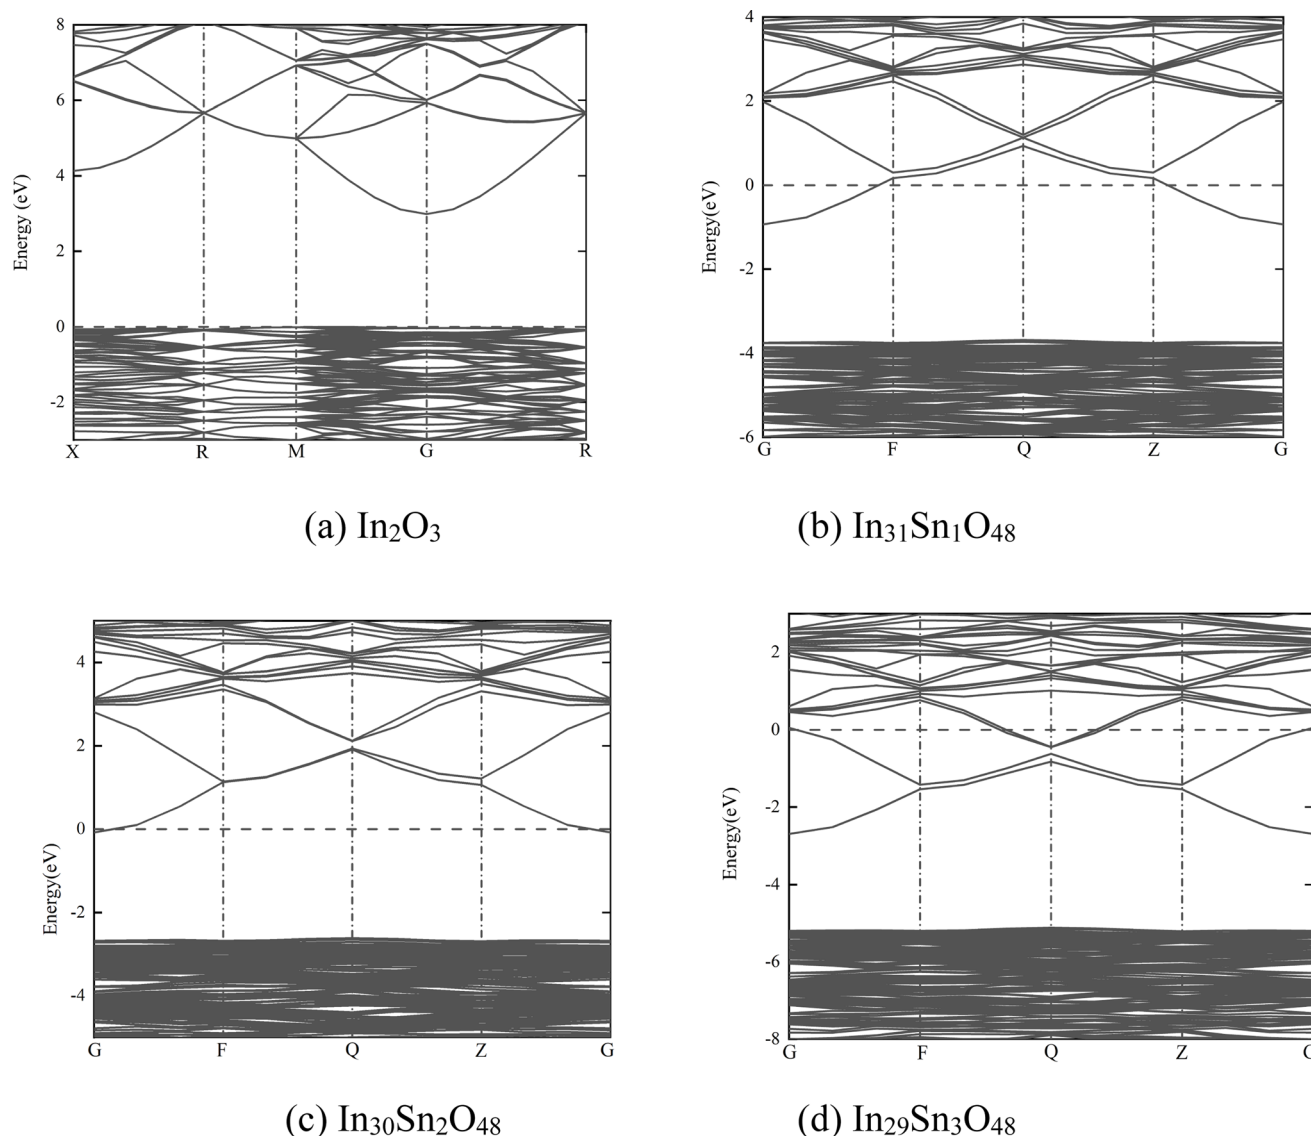 8
6
4
2
0
-2
Energy (eV)
X R M G R
(a) In₂O₃
4
2
0
-2
-4
-6
Energy(eV)
G F Q Z G
(b) In₃₁Sn₁O₄₈
4
2
0
-2
-4
Energy(eV)
G F Q Z G
(c) In₃₀Sn₂O₄₈
2
0
-2
-4
-6
-8
Energy(eV)
G F Q Z G
(d) In₂₉Sn₃O₄₈